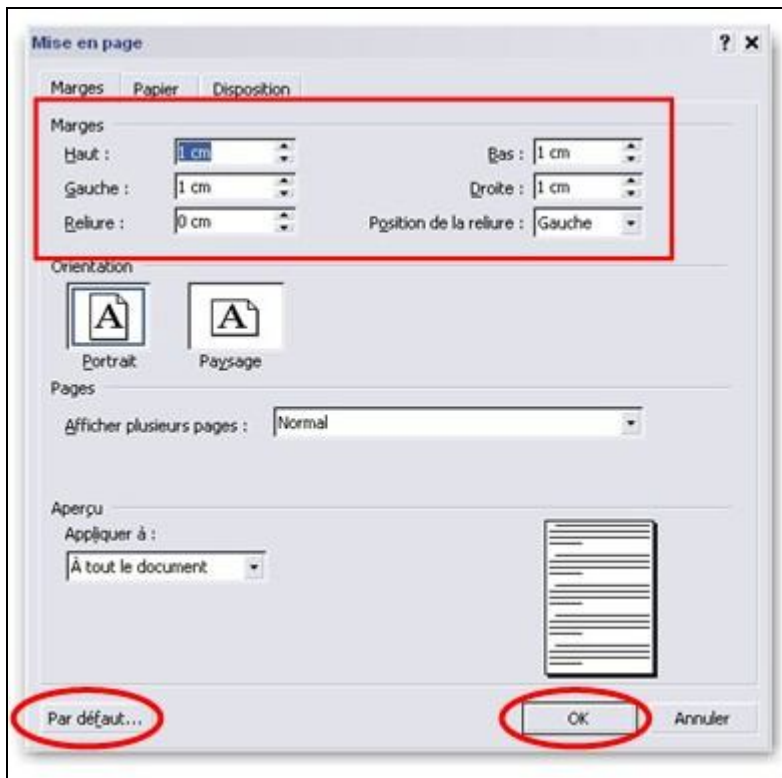 Mise en page
Marges Papier Disposition
Marges
Haut : 1 cm Bas : 1 cm
Gauche : 1 cm Droite : 1 cm
Reliure : 0 cm Position de la reliure : Gauche
Orientation
A A
Portrait Paysage
Pages
Afficher plusieurs pages : Normal
Aperçu
Appliquer à :
À tout le document
Par défaut... OK Annuler